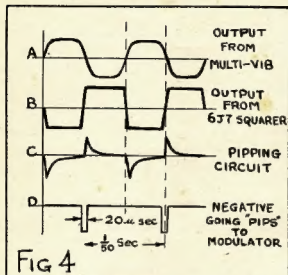 A
OUTPUT
FROM
MULTI-VIB
B
OUTPUT
FROM
6J7 SQUARER
C
PIPPING
CIRCUIT
D
20 µ SEC
1/50 SEC
NEGATIVE
GOING "PIPS"
TO
MODULATOR
FIG 4